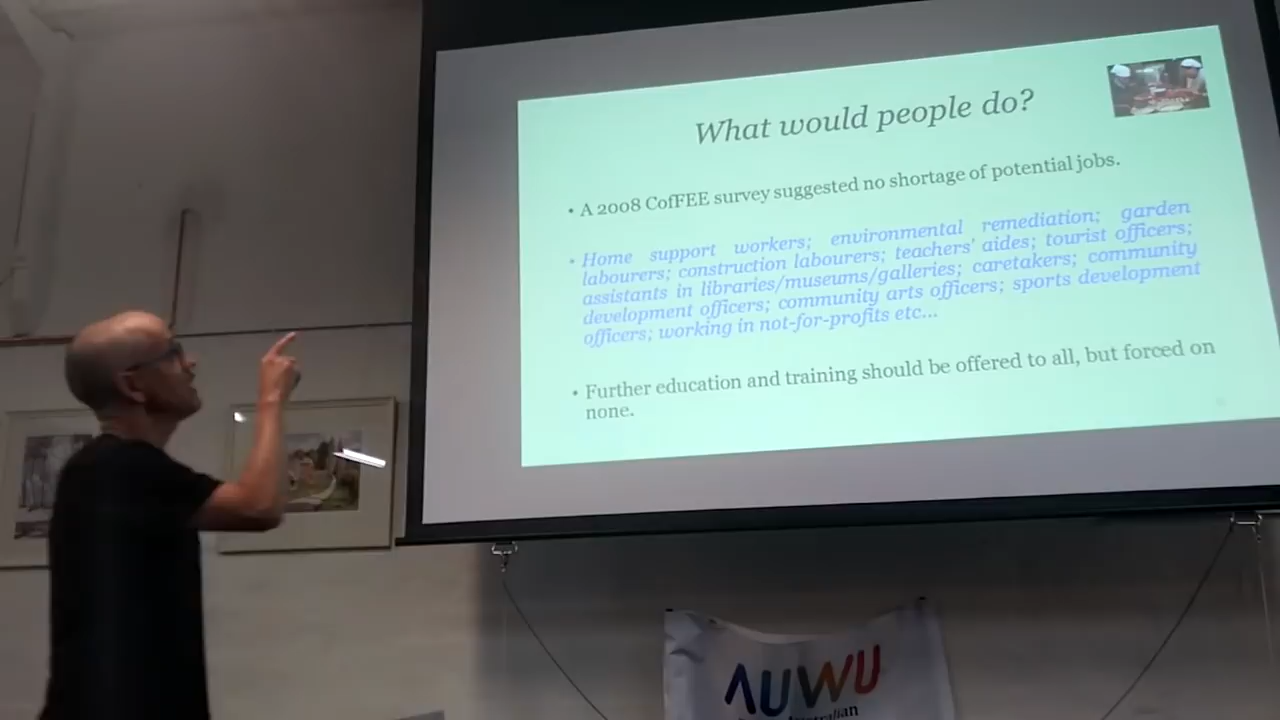 What would people do?
• A 2008 CofFEE survey suggested no shortage of potential jobs.
• Home support workers; environmental remediation; garden
labourers; construction labourers; teachers' aides; tourist officers;
assistants in libraries/museums/galleries; caretakers; community
development officers; community arts officers; sports development
officers; working in not-for-profits etc...
• Further education and training should be offered to all, but forced on
none.
AUWU